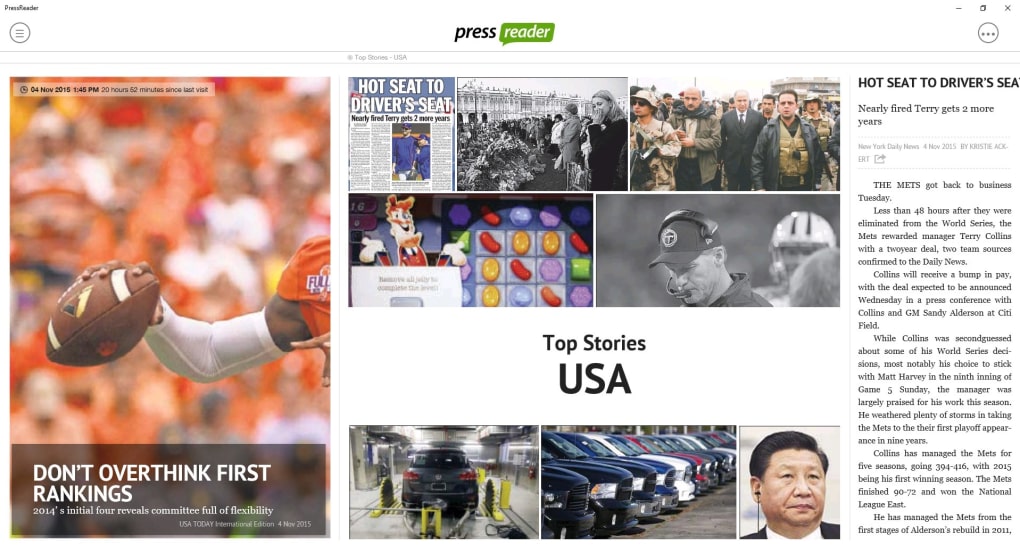 PressReader
pressreader
Top Stories - USA
04 Nov 2015 1:45 PM 20 hours 52 minutes since last visit
DON'T OVERTHINK FIRST
RANKINGS
2014' s initial four reveals committee full of flexibility
USA TODAY International Edition 4 Nov 2015
HOT SEAT TO
DRIVER'S SEAT
Nearly fired Terry gets 2 more years
Remove all jelly to
complete the level!
Top Stories
USA
HOT SEAT TO DRIVER'S SEA
Nearly fired Terry gets 2 more
years
New York Daily News 4 Nov 2015 BY KRISTIE ACK-
ERT
THE METS got back to business
Tuesday.
Less than 48 hours after they were
eliminated from the World Series, the
Mets rewarded manager Terry Collins
with a twoyear deal, two team sources
confirmed to the Daily News.
Collins will receive a bump in pay,
with the deal expected to be announced
Wednesday in a press conference with
Collins and GM Sandy Alderson at Citi
Field.
While Collins was secondguessed
about some of his World Series deci-
sions, most notably his choice to stick
with Matt Harvey in the ninth inning of
Game 5 Sunday, the manager was
largely praised for his work this season.
He weathered plenty of storms in taking
the Mets to the their first playoff appear-
ance in nine years.
Collins has managed the Mets for
five seasons, going 394-416, with 2015
being his first winning season. The Mets
finished 90-72 and won the National
League East.
He has managed the Mets from the
first stages of Alderson's rebuild in 2011,